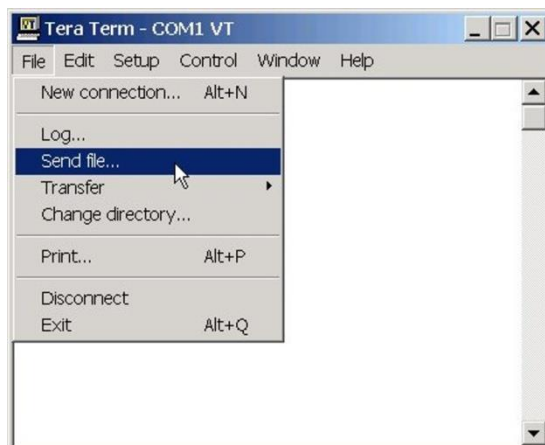 Tera Term - COM1 VT
File Edit Setup Control Window Help
New connection... Alt+N
Log...
Send file...
Transfer
Change directory...
Print... Alt+P
Disconnect
Exit Alt+Q